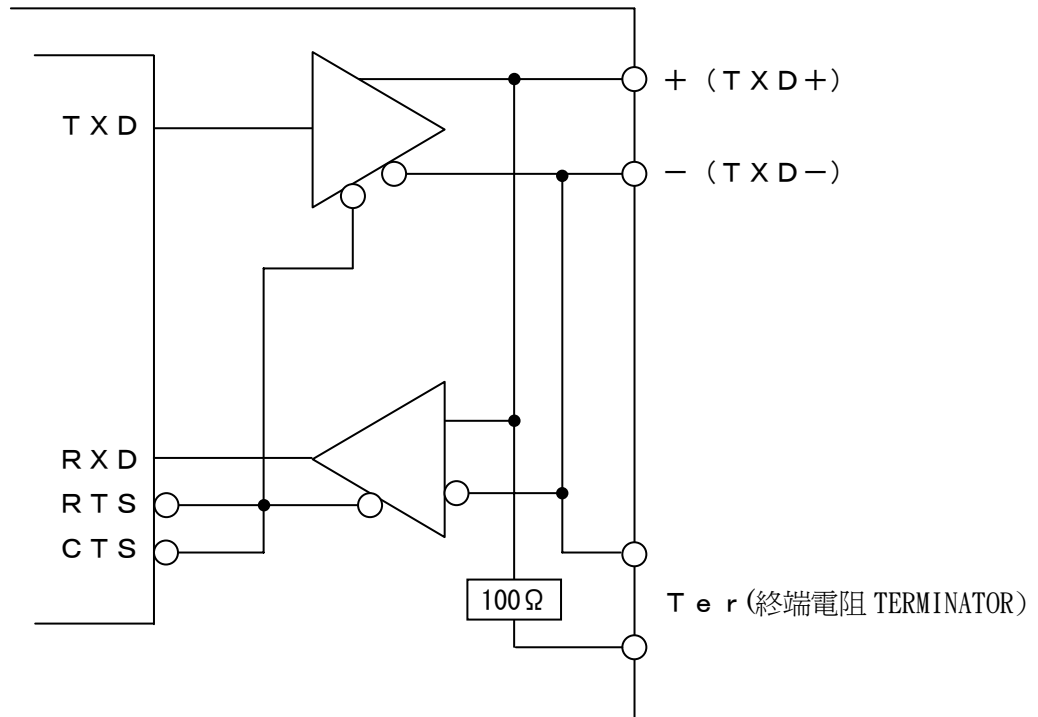 TXD
+(TXD+)
-(TXD-)
RXD
RTS
CTS
100Ω
Ter(終端電阻 TERMINATOR)